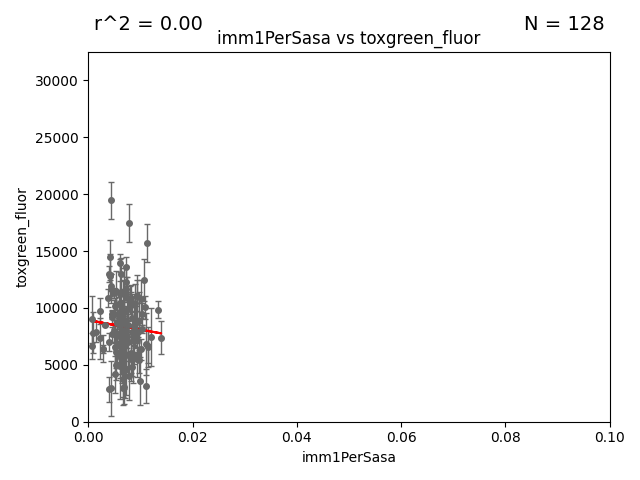 r^2 = 0.00
N = 128
imm1PerSasa vs toxgreen_fluor
30000
25000
20000
15000
10000
5000
0
toxgreen_fluor
0.00
0.02
0.04
0.06
0.08
0.10
imm1PerSasa